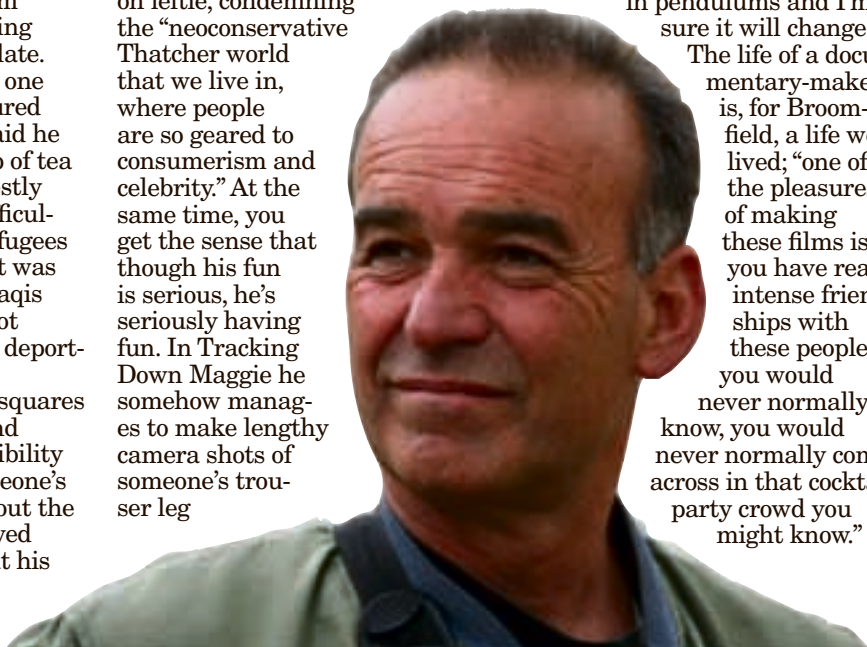 ing
late.
one
ured
aid he
of tea
stly
ficul-
fugees
t was
aqis
ot
deport-
squares
nd
ibility
eone's
out the
ved
t his
on leftie, condemning
the “neoconservative
Thatcher world
that we live in,
where people
are so geared to
consumerism and
celebrity.” At the
same time, you
get the sense that
though his fun
is serious, he’s
seriously having
fun. In Tracking
Down Maggie he
somehow manag-
es to make lengthy
camera shots of
someone’s trou-
ser leg
in pendulums and I’m
sure it will change
The life of a docu
mentary-make
is, for Broom-
field, a life w
lived; “one of
the pleasure
of making
these films is
you have rea
intense frien
ships with
these people
you would
never normally
know, you would
never normally con
across in that cockt
party crowd you
might know.”